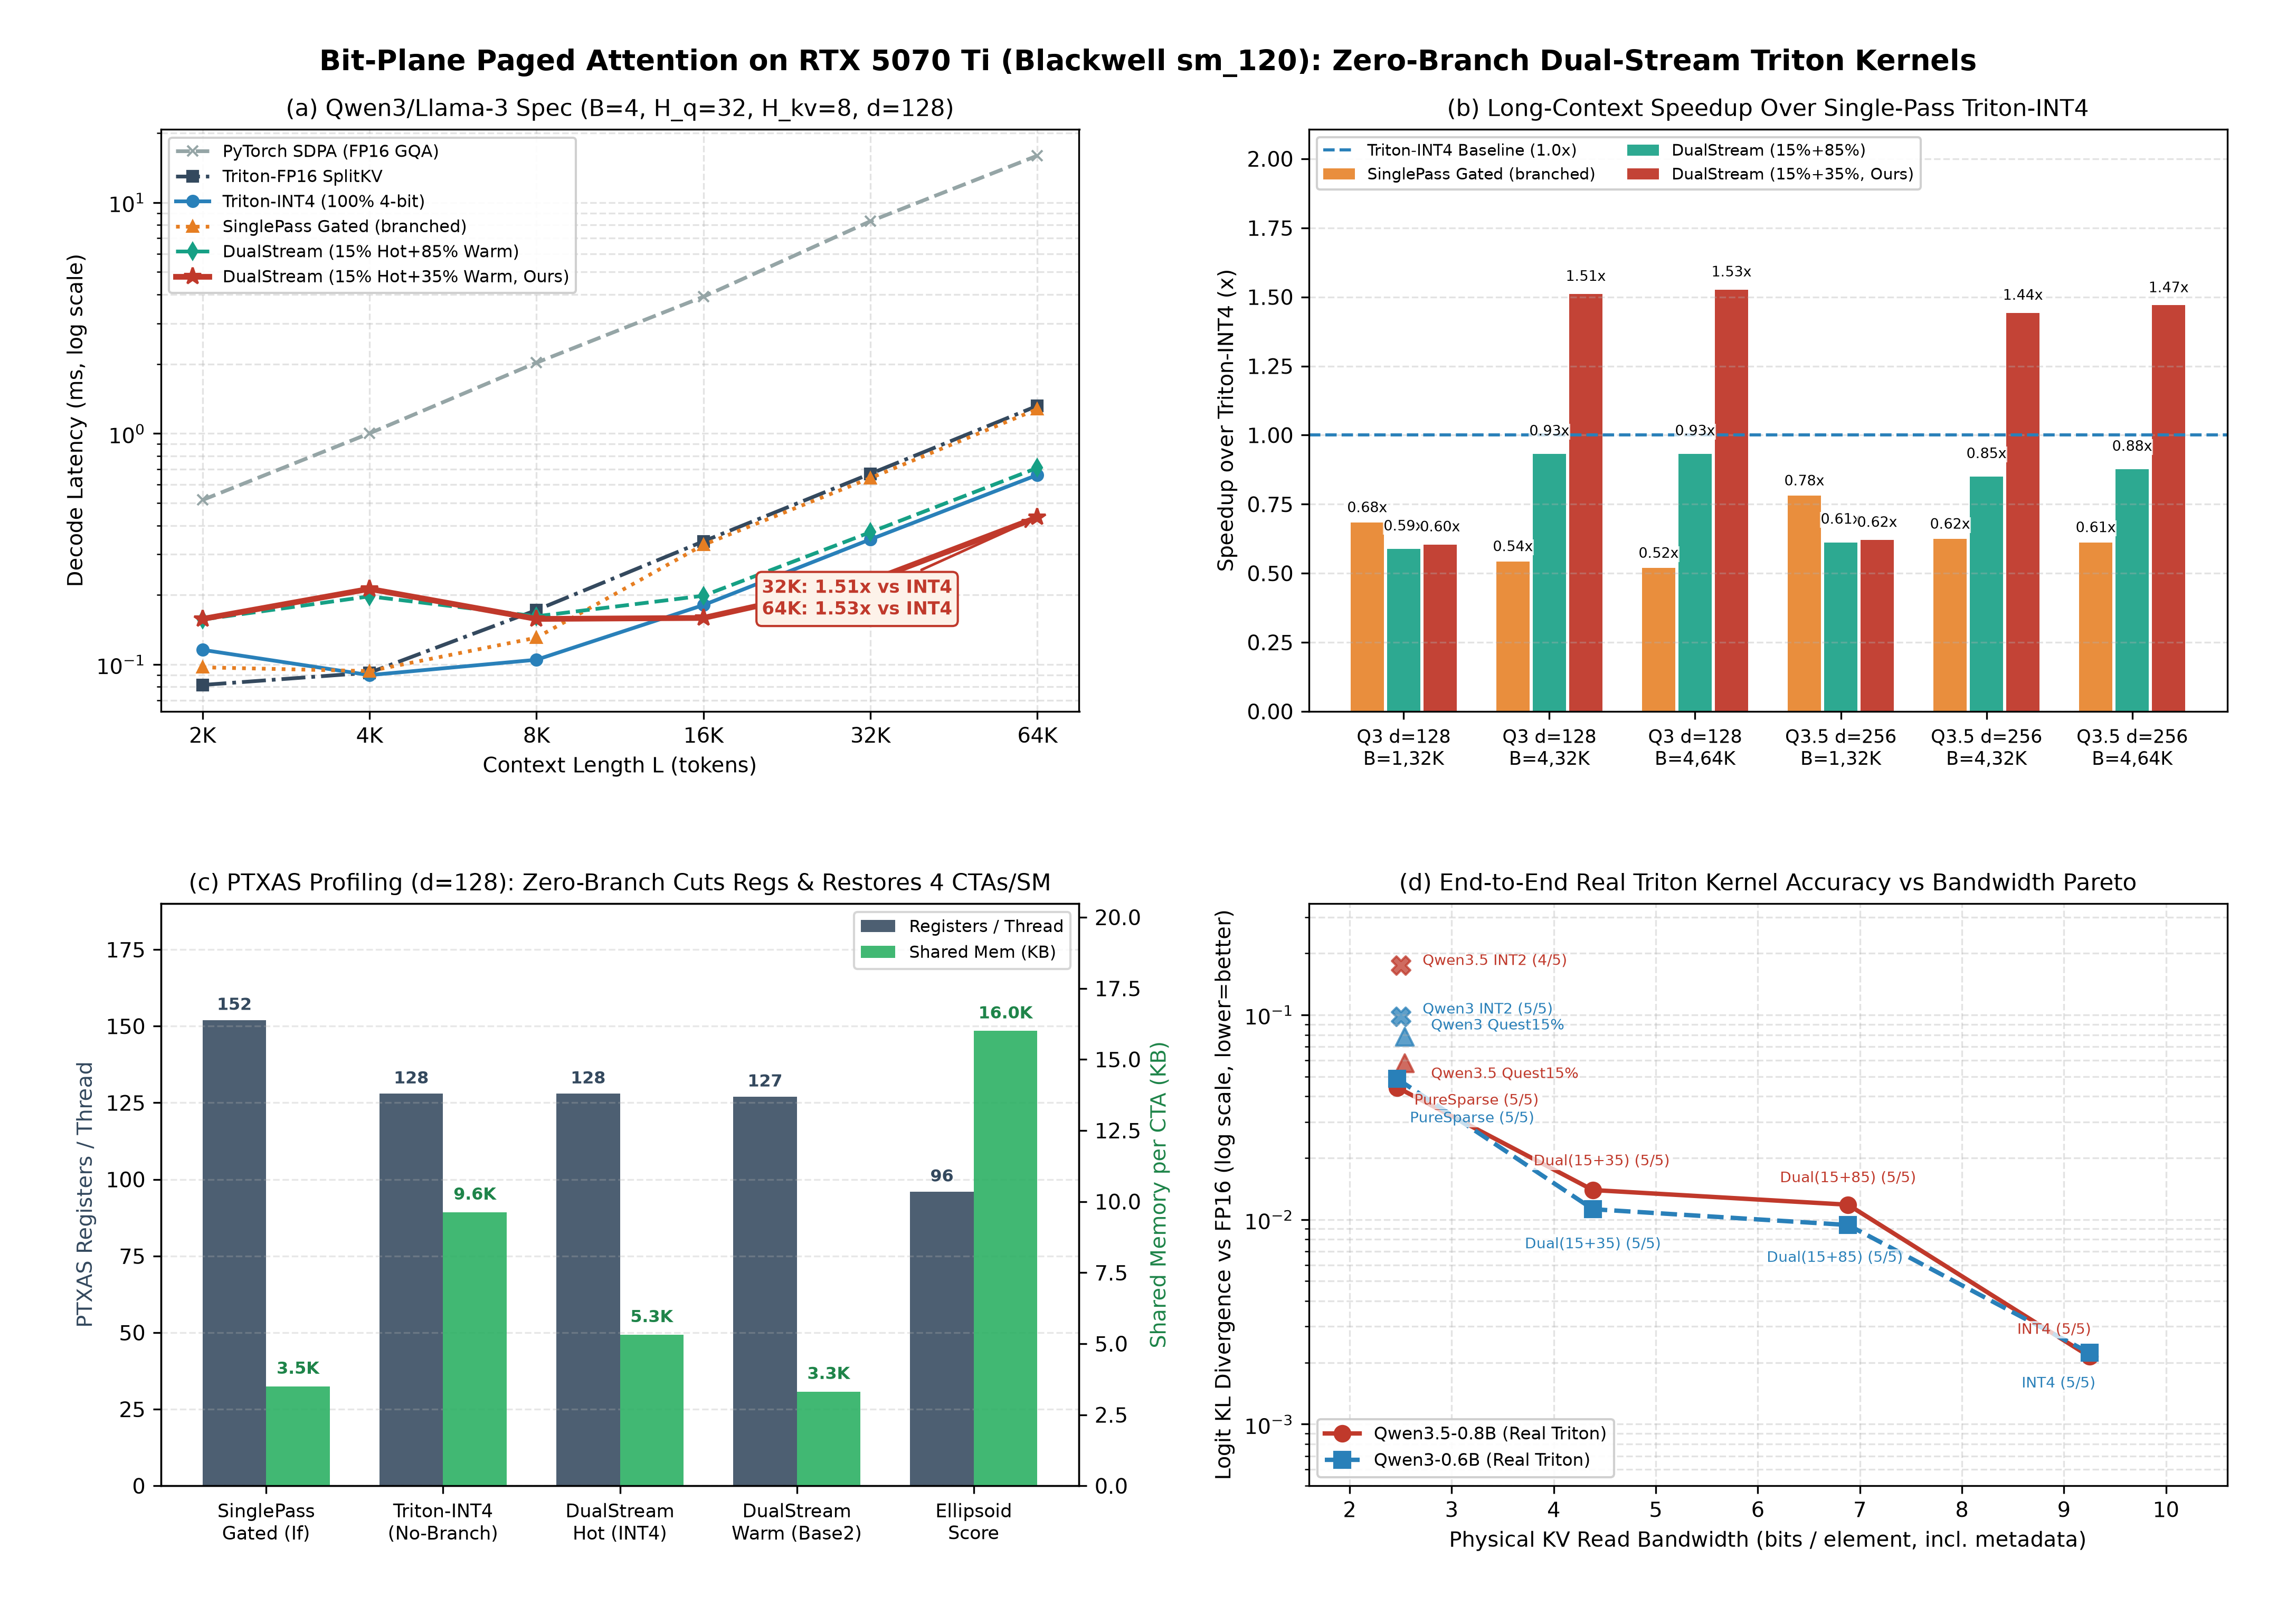 Bit-Plane Paged Attention on RTX 5070 Ti (Blackwell sm_120): Zero-Branch Dual-Stream Triton Kernels
(a) Qwen3/Llama-3 Spec (B=4, H_q=32, H_kv=8, d=128)
PyTorch SDPA (FP16 GQA)
Triton-FP16 SplitKV
Triton-INT4 (100% 4-bit)
SinglePass Gated (branched)
DualStream (15% Hot+85% Warm)
DualStream (15% Hot+35% Warm, Ours)
Decode Latency (ms, log scale)
10¹
10⁰
10⁻¹
32K: 1.51x vs INT4
64K: 1.53x vs INT4
2K 4K 8K 16K 32K 64K
Context Length L (tokens)
(b) Long-Context Speedup Over Single-Pass Triton-INT4
Triton-INT4 Baseline (1.0x)
SinglePass Gated (branched)
DualStream (15%+85%)
DualStream (15%+35%, Ours)
Speedup over Triton-INT4 (x)
2.00
1.75
1.50
1.25
1.00
0.75
0.50
0.25
0.00
0.68x 0.59x 0.60x
0.54x 0.93x 1.51x
0.52x 0.93x 1.53x
0.78x 0.61x 0.62x
0.62x 0.85x 1.44x
0.61x 0.88x 1.47x
Q3 d=128
B=1,32K
Q3 d=128
B=4,32K
Q3 d=128
B=4,64K
Q3.5 d=256
B=1,32K
Q3.5 d=256
B=4,32K
Q3.5 d=256
B=4,64K
(c) PTXAS Profiling (d=128): Zero-Branch Cuts Regs & Restores 4 CTAs/SM
Registers / Thread
Shared Mem (KB)
PTXAS Registers / Thread
175
150
125
100
75
50
25
0
152 3.5K
128 9.6K
128 5.3K
127 3.3K
96 16.0K
20.0
17.5
15.0
12.5
10.0
7.5
5.0
2.5
0.0
Shared Memory per CTA (KB)
SinglePass
Gated (If)
Triton-INT4
(No-Branch)
DualStream
Hot (INT4)
DualStream
Warm (Base2)
Ellipsoid
Score
(d) End-to-End Real Triton Kernel Accuracy vs Bandwidth Pareto
Logit KL Divergence vs FP16 (log scale, lower=better)
10⁻¹
10⁻²
10⁻³
Qwen3.5 INT2 (4/5)
Qwen3 INT2 (5/5)
Qwen3 Quest15%
Qwen3.5 Quest15%
PureSparse (5/5)
PureSparse (5/5)
Dual(15+35) (5/5)
Dual(15+85) (5/5)
Dual(15+35) (5/5)
Dual(15+85) (5/5)
INT4 (5/5)
INT4 (5/5)
Qwen3.5-0.8B (Real Triton)
Qwen3-0.6B (Real Triton)
2 3 4 5 6 7 8 9 10
Physical KV Read Bandwidth (bits / element, incl. metadata)